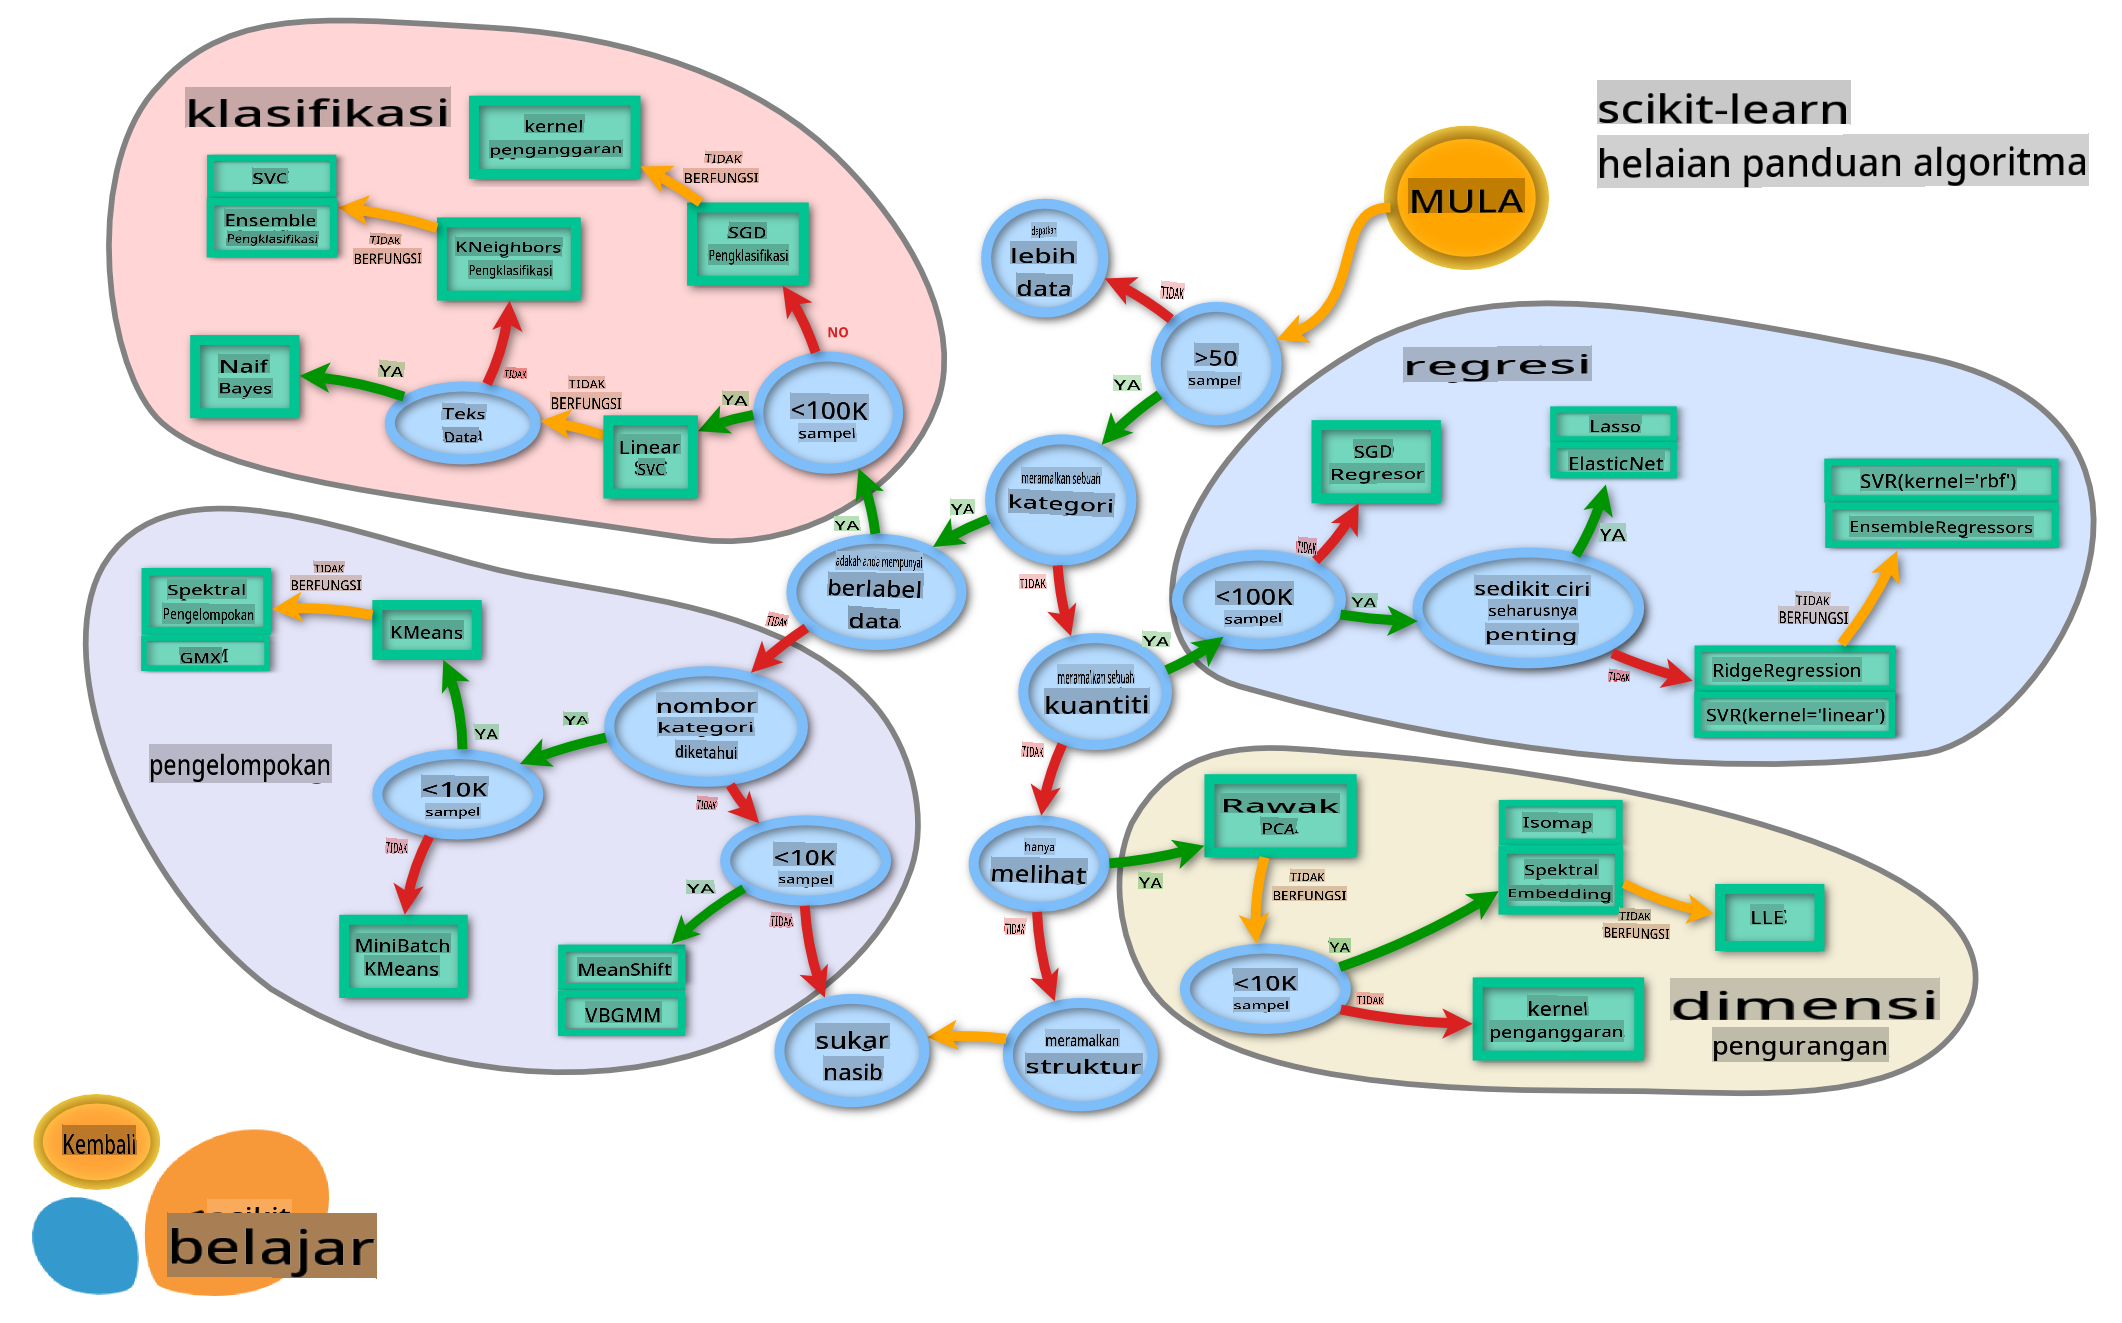 scikit-learn
helaian panduan algoritma
MULA
klasifikasi
kernel
penganggaran
TIDAK
BERFUNGSI
SVC
Ensemble
Pengklasifikasi
TIDAK
BERFUNGSI
KNeighbors
Pengklasifikasi
SGD
Pengklasifikasi
NO
Naif
Bayes
YA
TIDAK
Teks
Data
TIDAK
BERFUNGSI
Linear
SVC
YA
<100K
sampel
YA
dapatkan
lebih
data
TIDAK
>50
sampel
YA
meramalkan sebuah
kategori
YA
TIDAK
adakah anda mempunyai
berlabel
data
TIDAK
meramalkan sebuah
kuantiti
YA
TIDAK
regresi
SGD
Regresor
Lasso
ElasticNet
SVR(kernel='rbf')
EnsembleRegressors
TIDAK
YA
<100K
sampel
YA
sedikit ciri
seharusnya
penting
TIDAK
BERFUNGSI
TIDAK
RidgeRegression
SVR(kernel='linear')
Spektral
Pengelompokan
GMX
TIDAK
BERFUNGSI
KMeans
YA
pengelompokan
nombor
kategori
diketahui
YA
<10K
sampel
TIDAK
TIDAK
<10K
sampel
YA
TIDAK
MiniBatch
KMeans
MeanShift
VBGMM
hanya
melihat
YA
TIDAK
sukar
nasib
meramalkan
struktur
Rawak
PCA
TIDAK
BERFUNGSI
Isomap
Spektral
Embedding
TIDAK
BERFUNGSI
LLE
YA
<10K
sampel
TIDAK
kernel
penganggaran
dimensi
pengurangan
Kembali
belajar